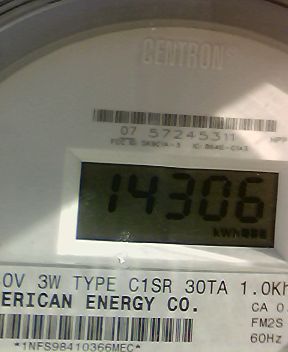 CENTRON
07 57245311
14306
kWh
0V 3W TYPE C1SR 30TA 1.0Kh
ERICAN ENERGY CO.
CA 0.
FM2S
60Hz
*1NFS98410366MEC*